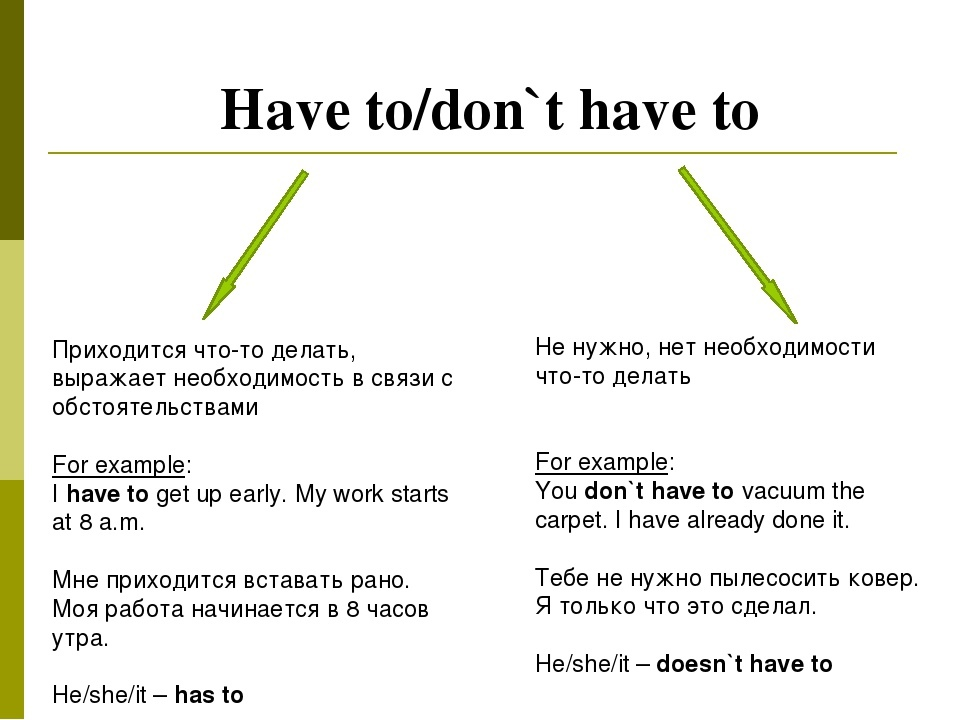 Have to/don`t have to
Приходится что-то делать,
выражает необходимость в связи с
обстоятельствами
For example:
I have to get up early. My work starts
at 8 a.m.
Мне приходится вставать рано.
Моя работа начинается в 8 часов
утра.
He/she/it – has to
Не нужно, нет необходимости
что-то делать
For example:
You don`t have to vacuum the
carpet. I have already done it.
Тебе не нужно пылесосить ковер.
Я только что это сделал.
He/she/it – doesn`t have to